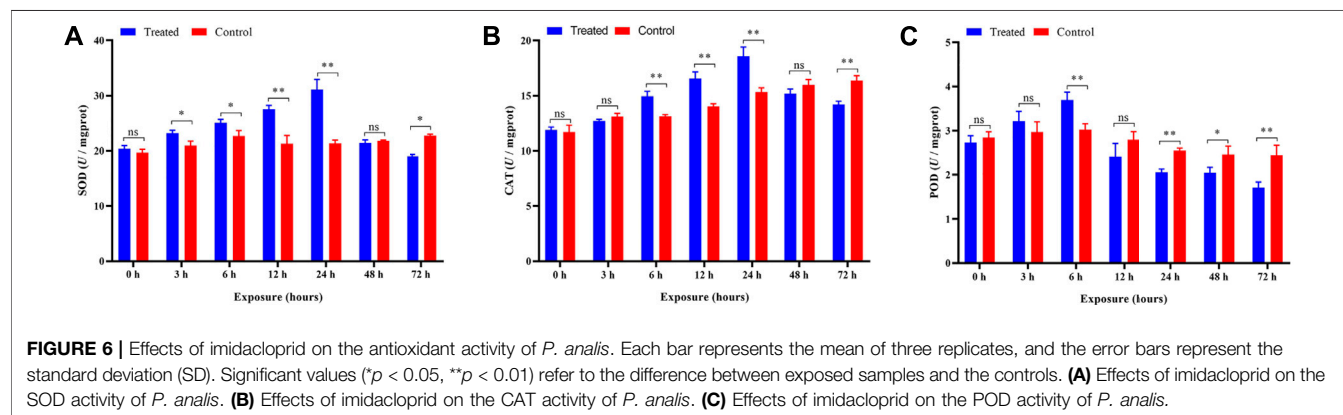 A
Treated Control
SOD (U / mgprot)
40
30
20
10
0
ns * * ** ** ns *
0 h 3 h 6 h 12 h 24 h 48 h 72 h
Exposure (hours)
B
Treated Control
CAT (U / mgprot)
20
15
10
5
0
ns ns ** ** ** ns **
0 h 3 h 6 h 12 h 24 h 48 h 72 h
Exposure (hours)
C
Treated Control
POD (U / mgprot)
5
4
3
2
1
0
ns ns ** ns ** * **
0 h 3 h 6 h 12 h 24 h 48 h 72 h
Exposure (hours)
FIGURE 6 | Effects of imidacloprid on the antioxidant activity of P. analis. Each bar represents the mean of three replicates, and the error bars represent the
standard deviation (SD). Significant values (*p < 0.05, **p < 0.01) refer to the difference between exposed samples and the controls. (A) Effects of imidacloprid on the
SOD activity of P. analis. (B) Effects of imidacloprid on the CAT activity of P. analis. (C) Effects of imidacloprid on the POD activity of P. analis.